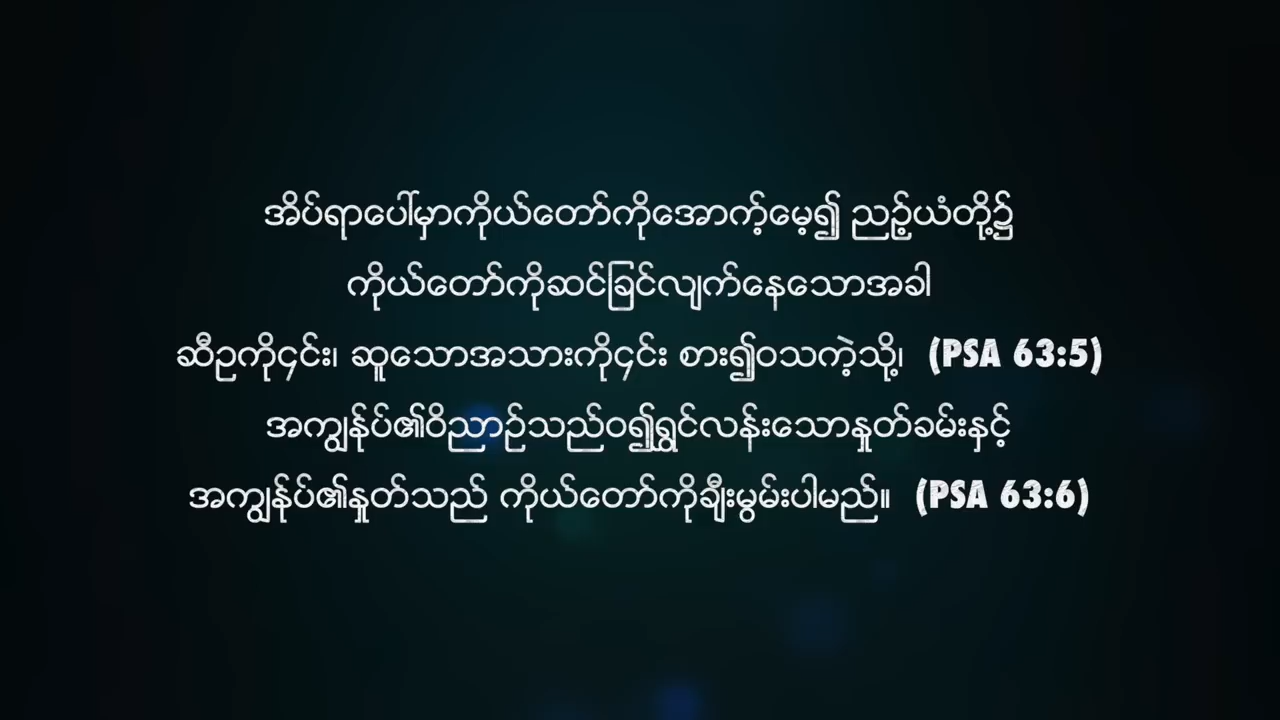 အိပ်ရာပေါ်မှာကိုယ်တော်ကိုအောက့်မေ့၍ ညဉ့်ယံတို့၌
ကိုယ်တော်ကိုဆင်ခြင်လျက်နေသောအခါ
ဆီဥကို၎င်း၊ ဆူသောအသားကို၎င်း စား၍ဝသကဲ့သို့၊ (PSA 63:5)
အကျွန်ုပ်၏ဝိညာဉ်သည်ဝ၍ရွှင်လန်းသောနှုတ်ခမ်းနှင့်
အကျွန်ုပ်၏နှုတ်သည် ကိုယ်တော်ကိုချီးမွမ်းပါမည်။ (PSA 63:6)